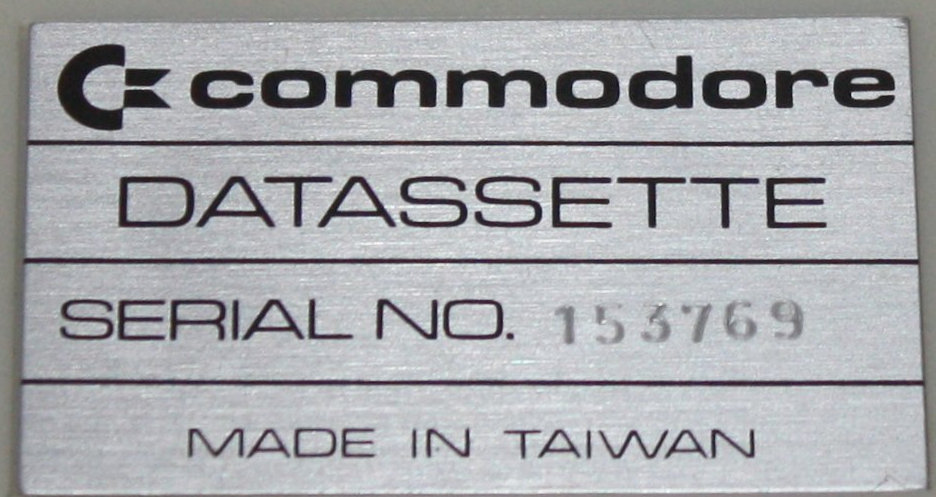 commodore
DATASSETTE
SERIAL NO. 153769
MADE IN TAIWAN